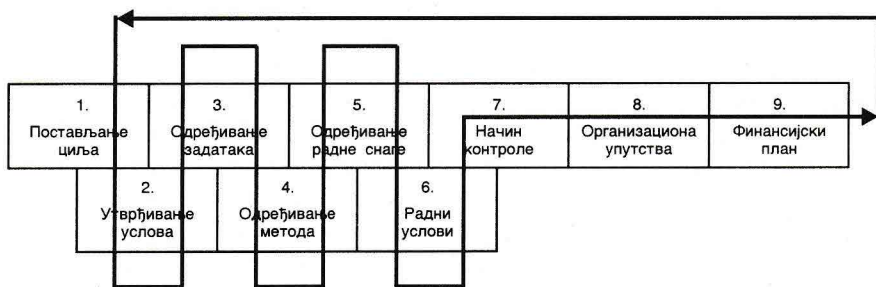 1.
Постављање
циља
2.
Утврђивање
услова
3.
Одређивање
задатака
4.
Одређивање
метода
5.
Одређивање
радне снаге
6.
Радни
услови
7.
Начин
контроле
8.
Организациона
упутства
9.
Финансијски
план